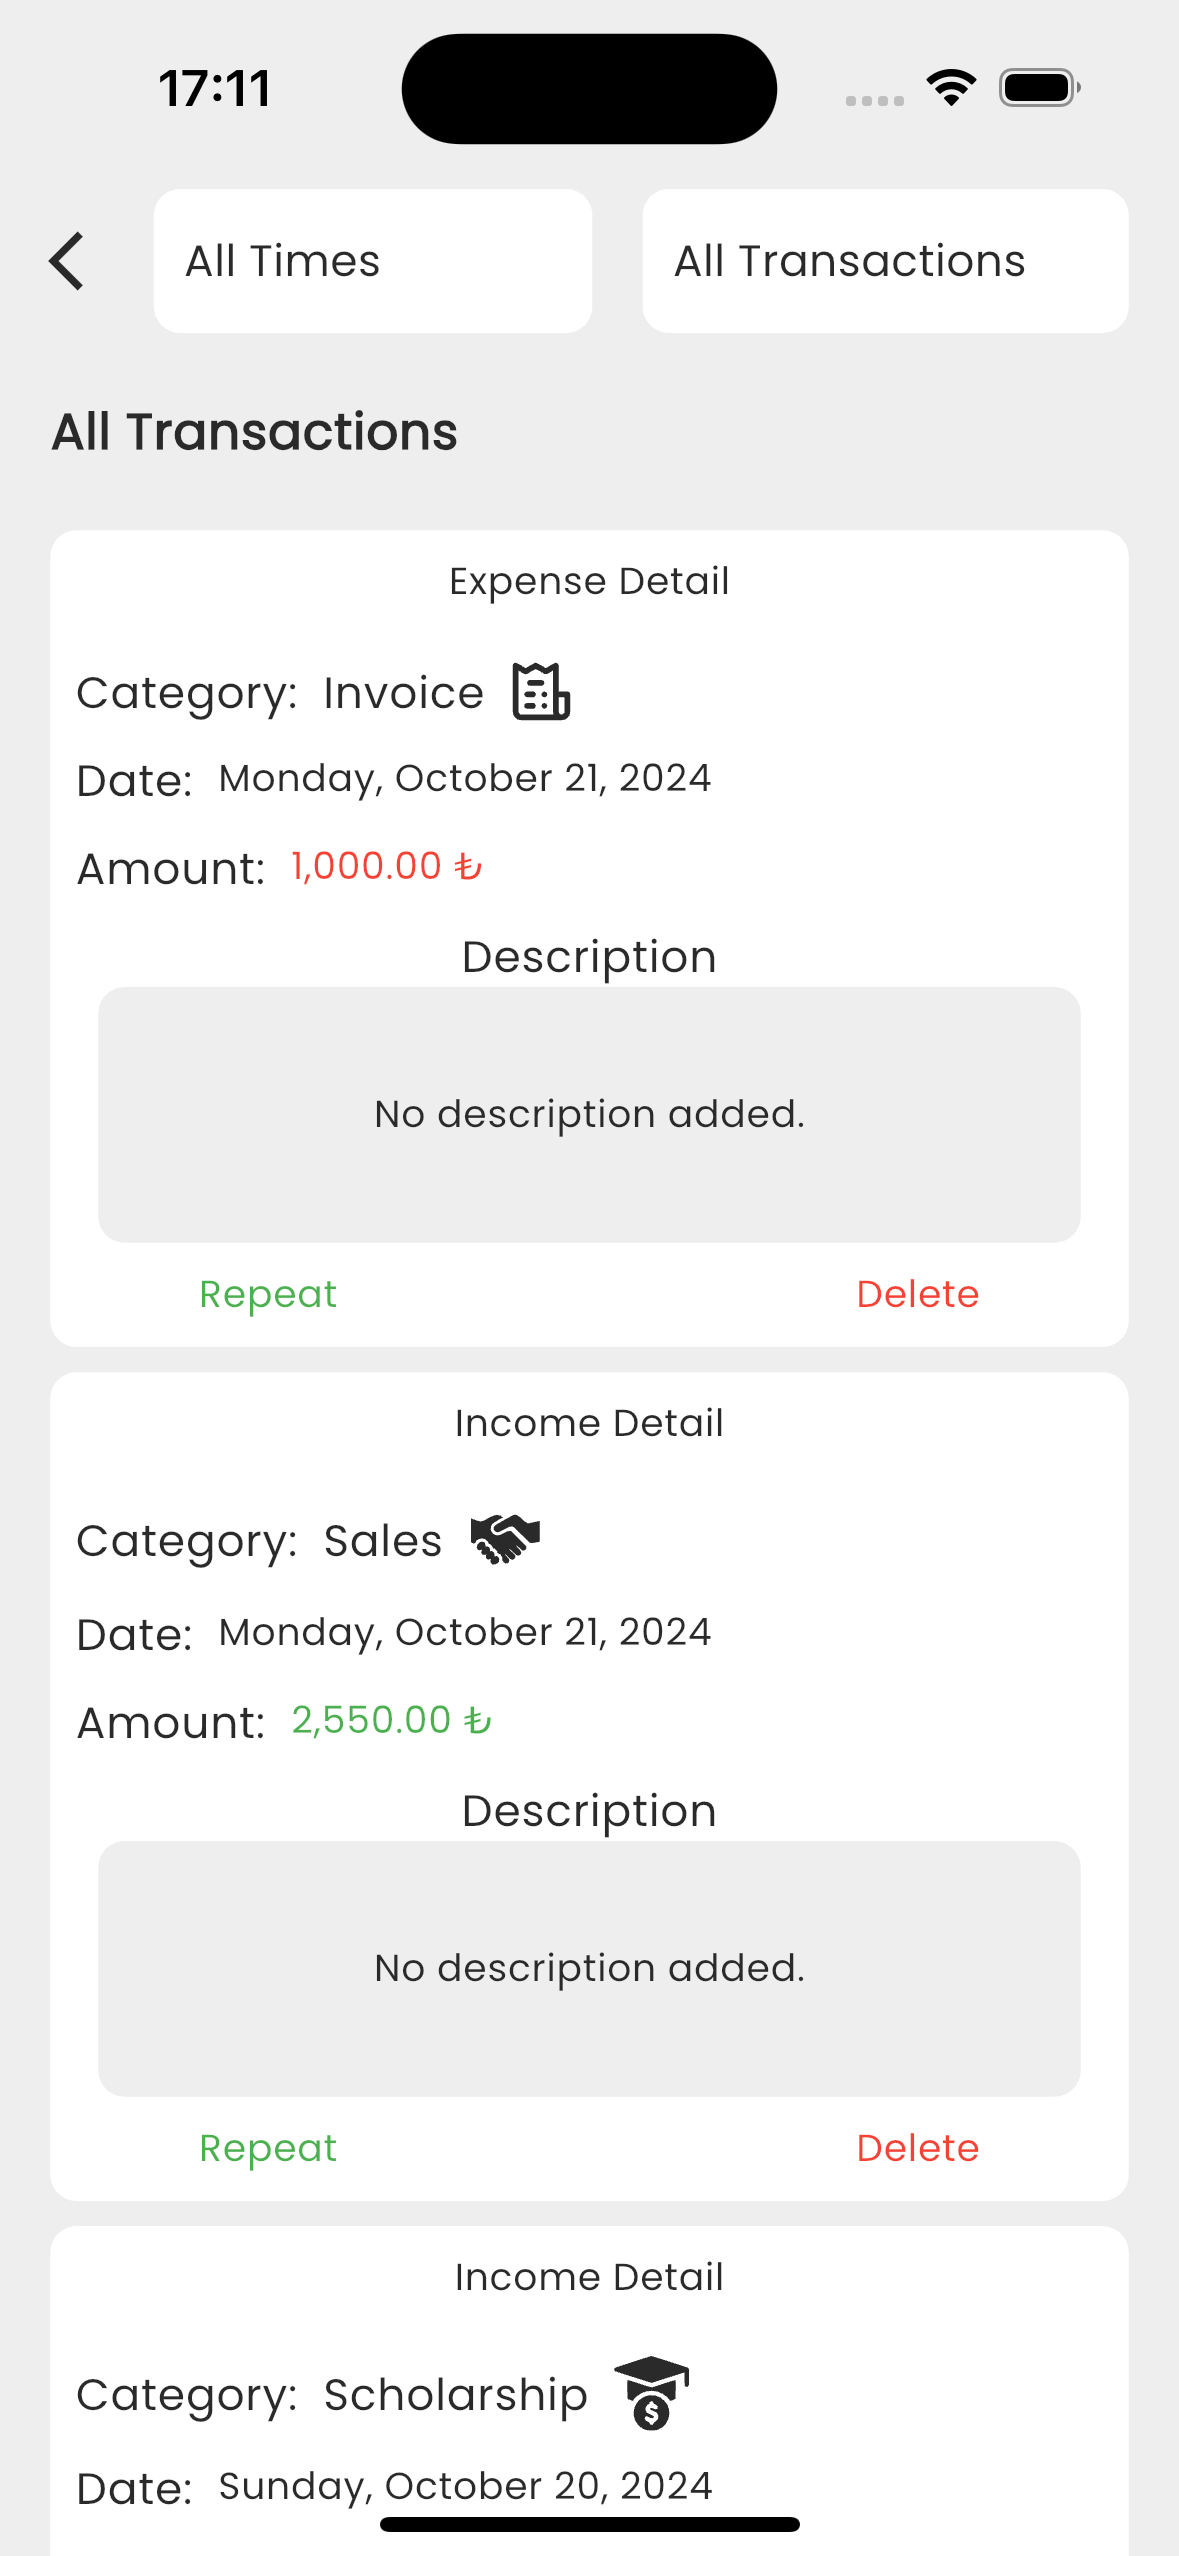 17:11
All Times
All Transactions
All Transactions
Expense Detail
Category: Invoice
Date: Monday, October 21, 2024
Amount: 1,000.00 ₺
Description
No description added.
Repeat
Delete
Income Detail
Category: Sales
Date: Monday, October 21, 2024
Amount: 2,550.00 ₺
Description
No description added.
Repeat
Delete
Income Detail
Category: Scholarship
Date: Sunday, October 20, 2024